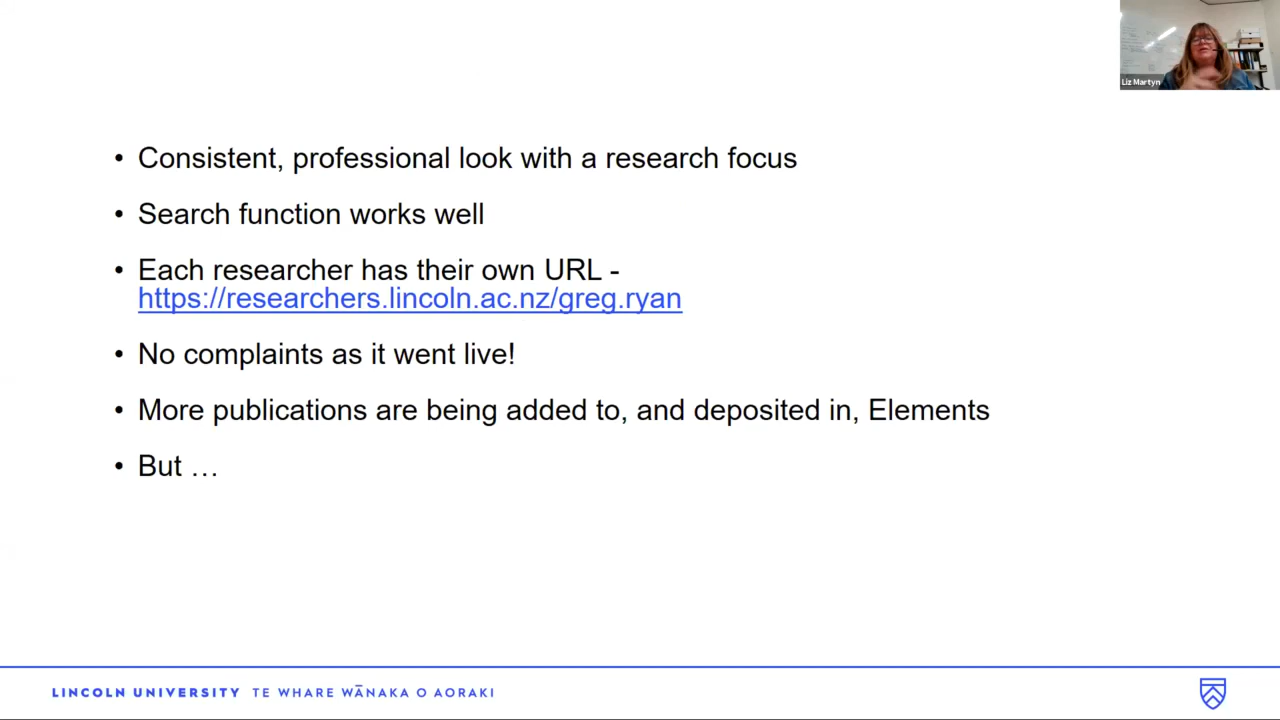 Liz Martyn
• Consistent, professional look with a research focus
• Search function works well
• Each researcher has their own URL -
https://researchers.lincoln.ac.nz/greg.ryan
• No complaints as it went live!
• More publications are being added to, and deposited in, Elements
• But …
LINCOLN UNIVERSITY TE WHARE WĀNAKA O AORAKI